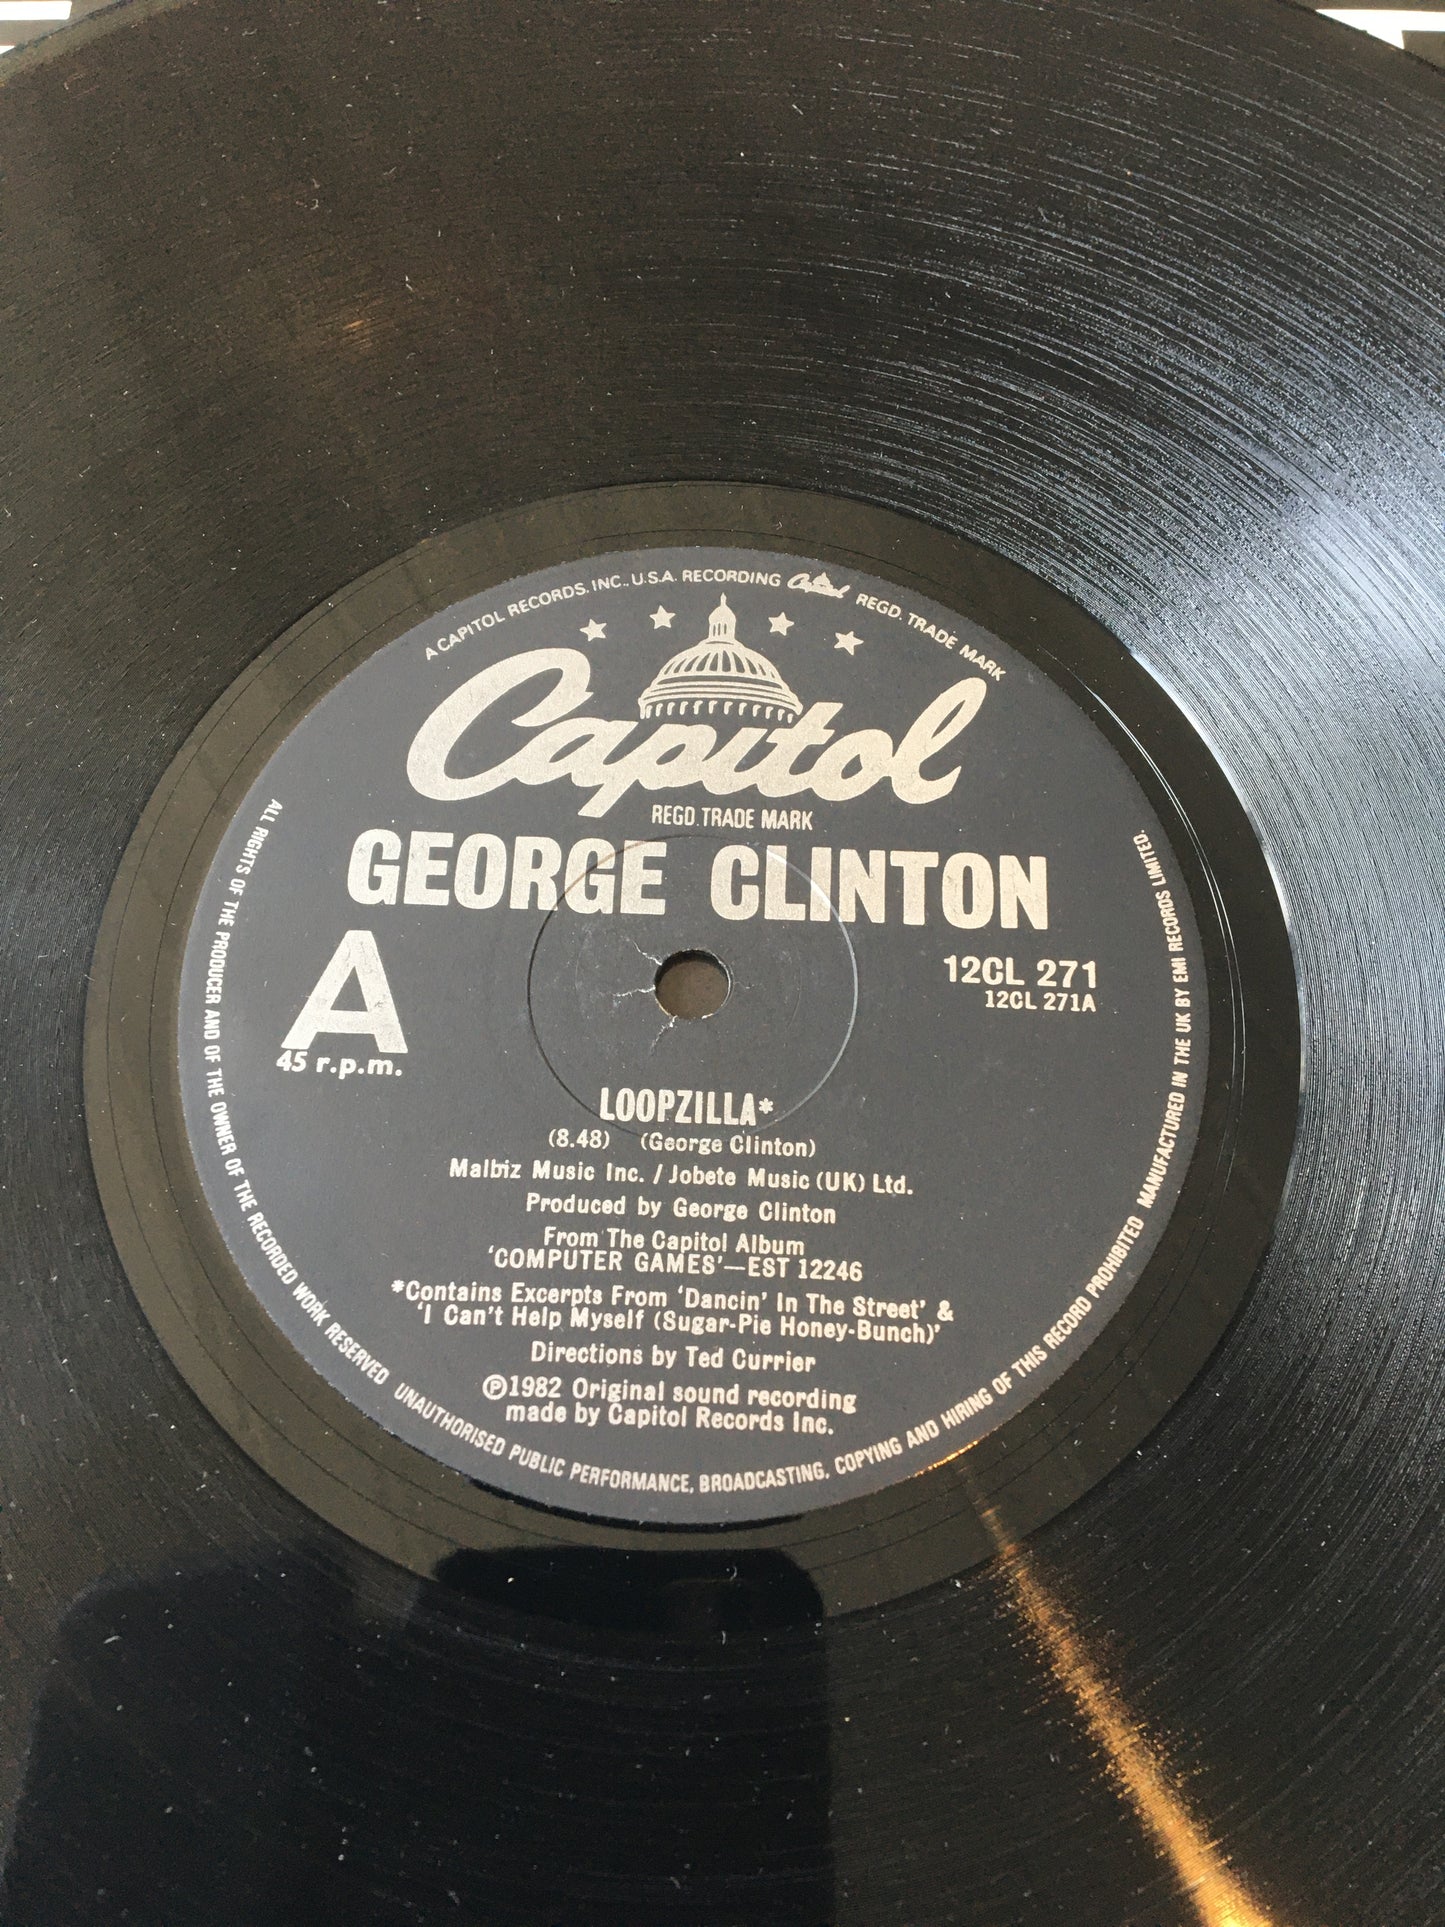 A CAPITOL RECORDS, INC., U.S.A. RECORDING Capitol REGD. TRADE MARK
Capitol
REGD. TRADE MARK
GEORGE CLINTON
A
45 r.p.m.
12CL 271
12CL 271A
LOOPZILLA*
(8.48) (George Clinton)
Malbiz Music Inc. / Jobete Music (UK) Ltd.
Produced by George Clinton
From The Capitol Album
'COMPUTER GAMES'—EST 12246
*Contains Excerpts From 'Dancin' In The Street' &
'I Can't Help Myself (Sugar-Pie Honey-Bunch)'
Directions by Ted Currier
Ⓟ1982 Original sound recording
made by Capitol Records Inc.
ALL RIGHTS OF THE PRODUCER AND OF THE OWNER OF THE RECORDED WORK RESERVED UNAUTHORISED PUBLIC PERFORMANCE, BROADCASTING, COPYING AND HIRING OF THIS RECORD PROHIBITED MANUFACTURED IN THE UK BY EMI RECORDS LIMITED.